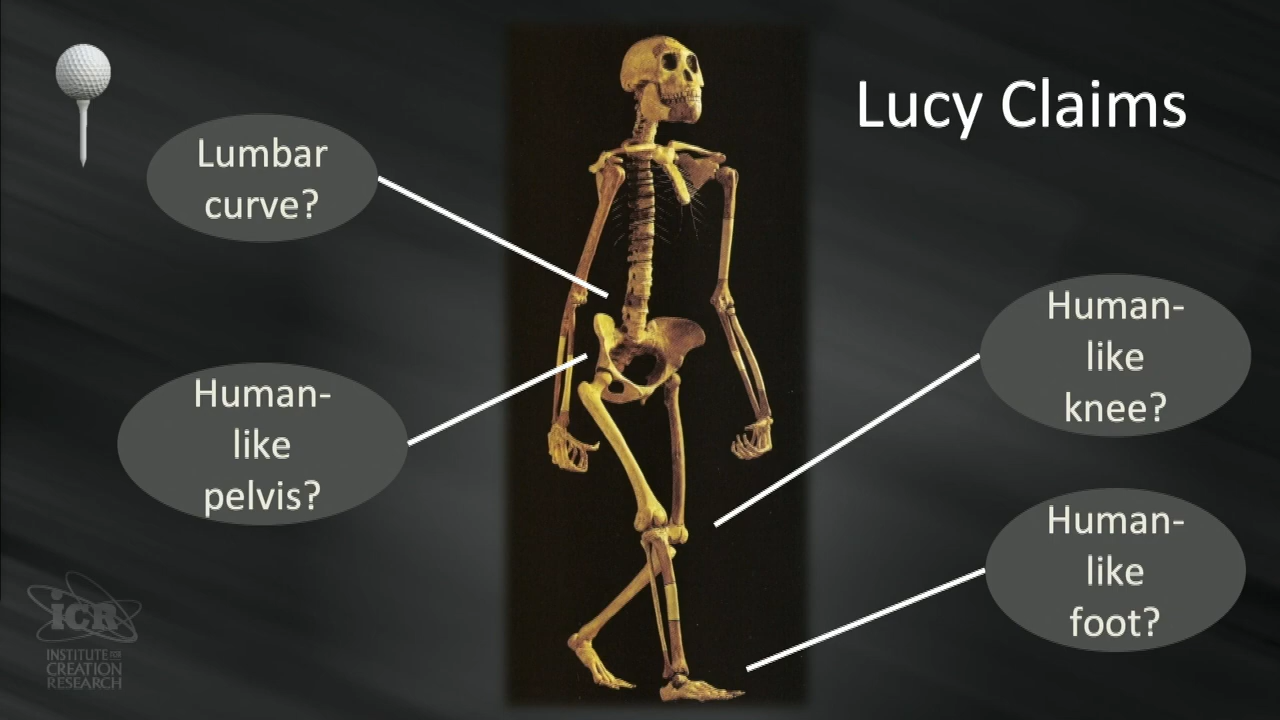 Lucy Claims
Lumbar
curve?
Human-
like
pelvis?
Human-
like
knee?
Human-
like
foot?
iCR
INSTITUTE FOR
CREATION
RESEARCH